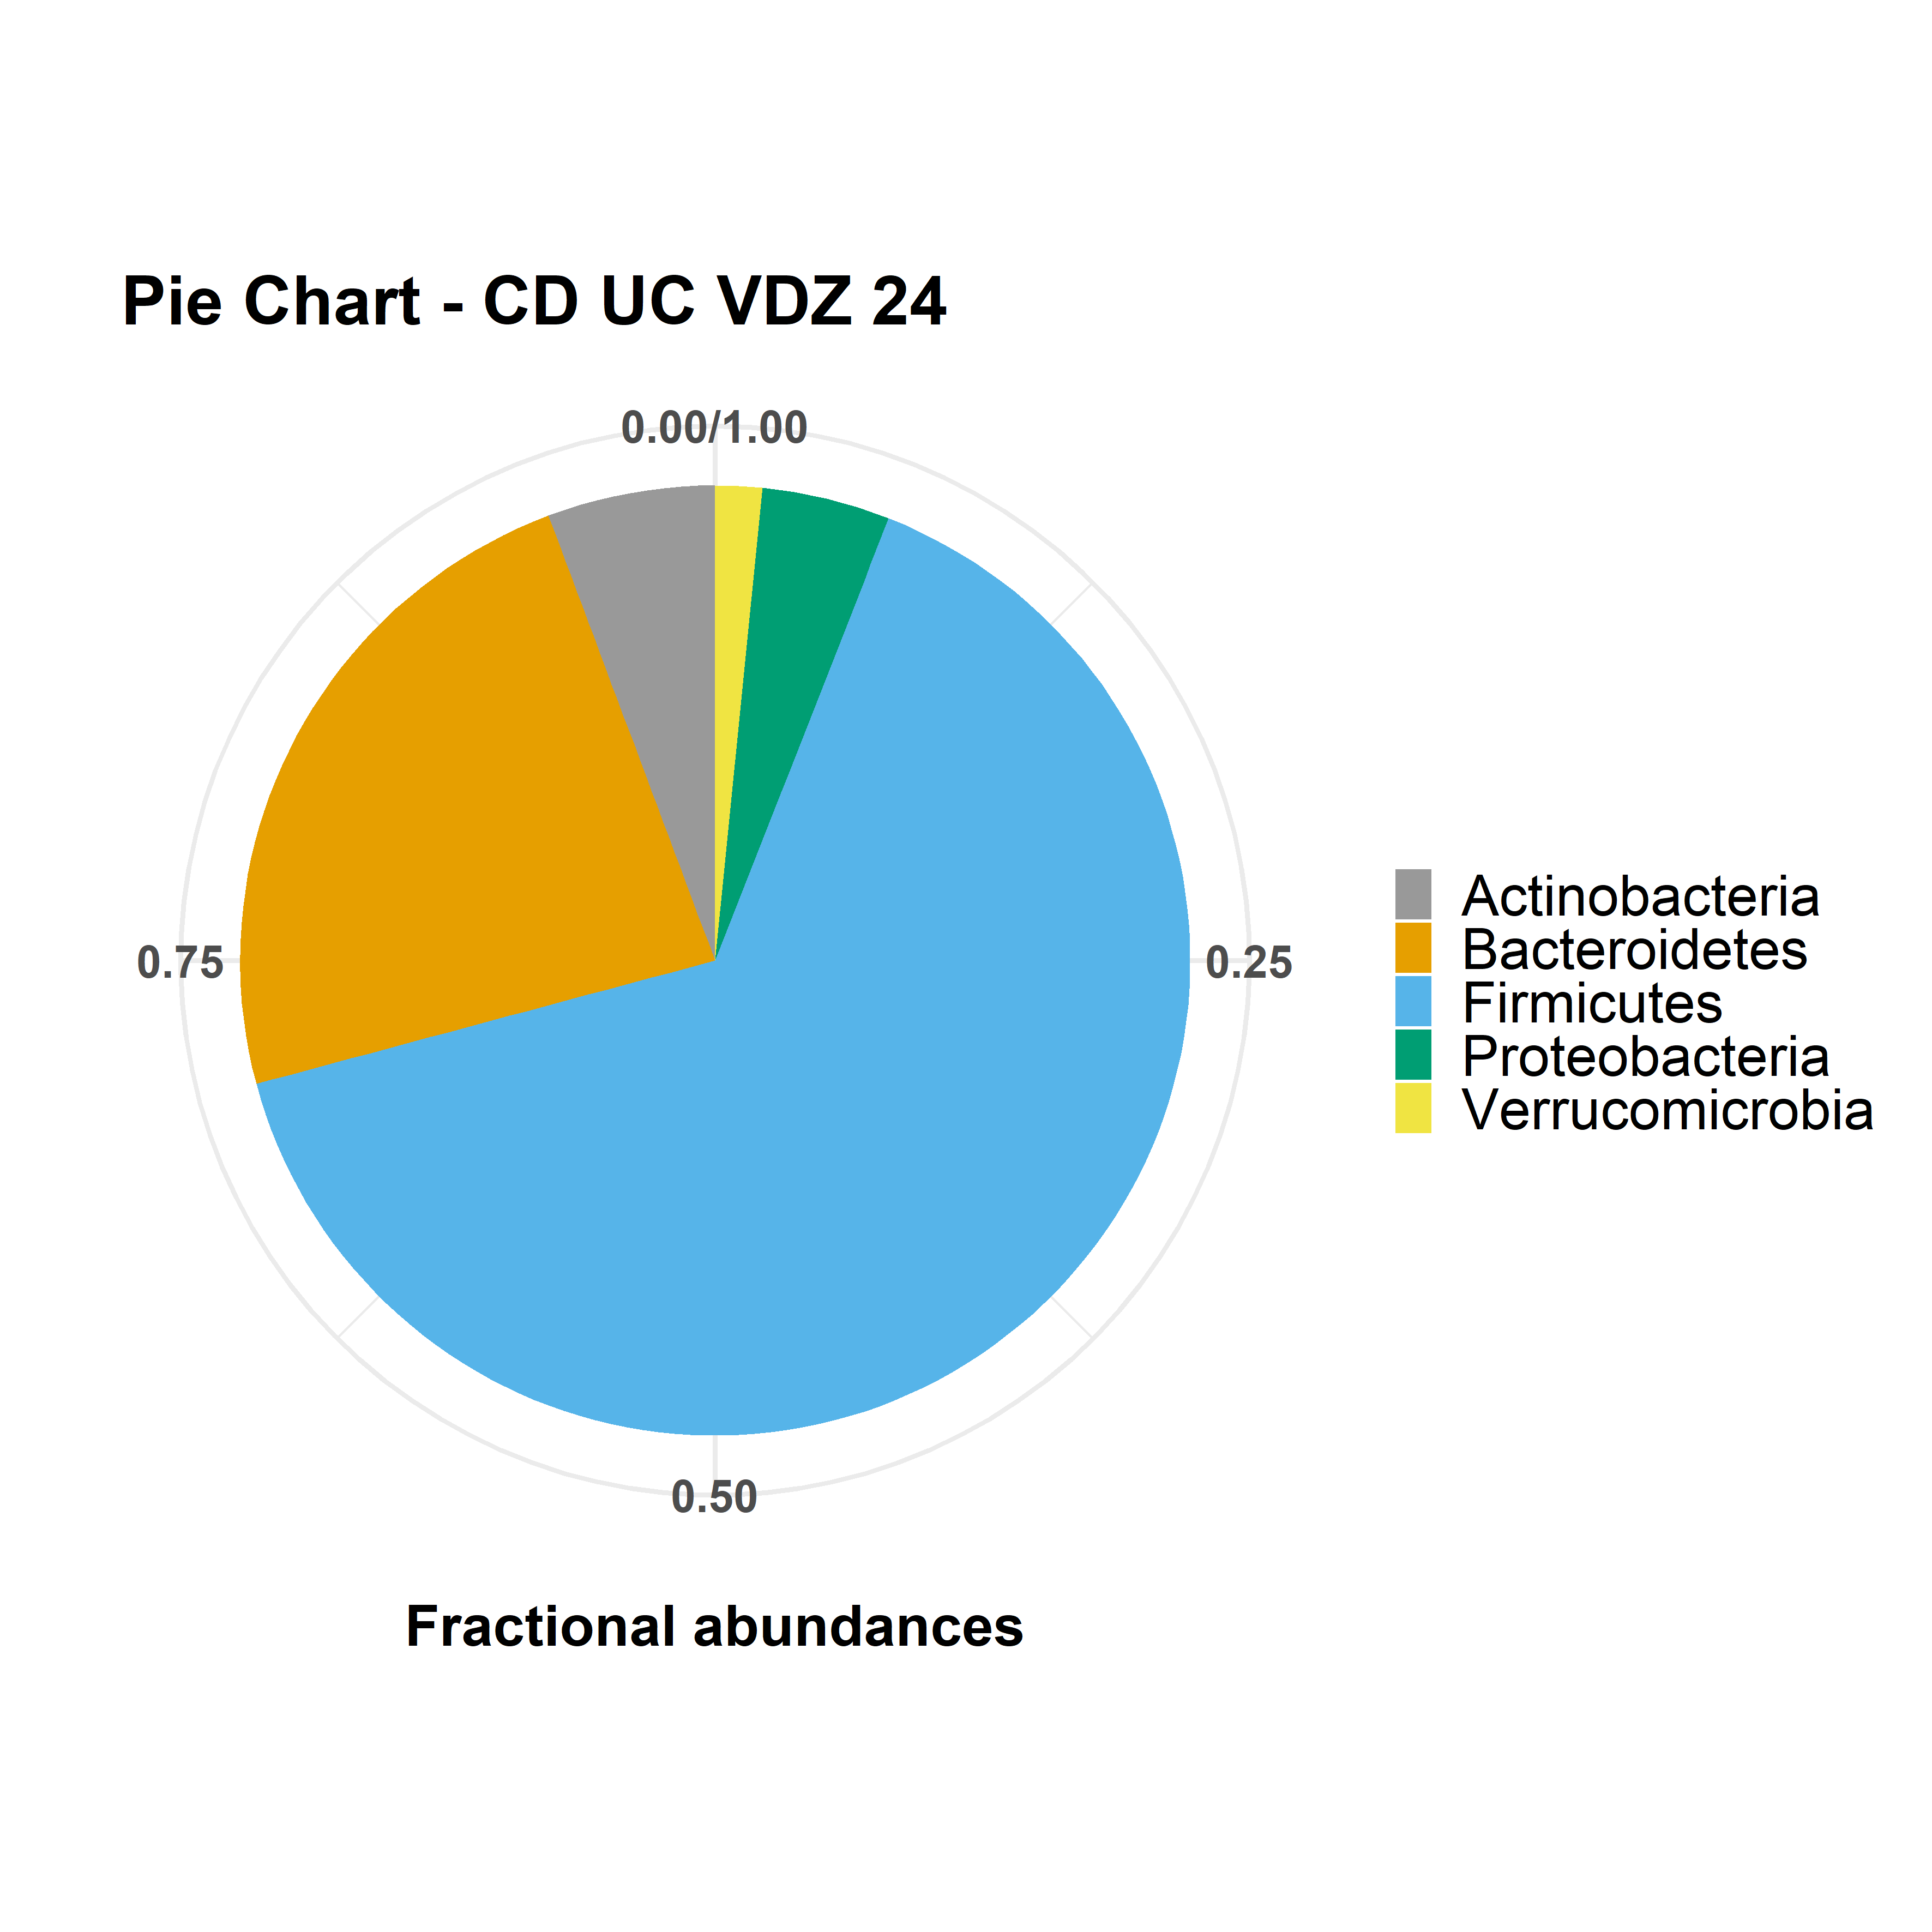 Pie Chart - CD UC VDZ 24
0.00/1.00
0.75
0.25
0.50
Actinobacteria
Bacteroidetes
Firmicutes
Proteobacteria
Verrucomicrobia
Fractional abundances